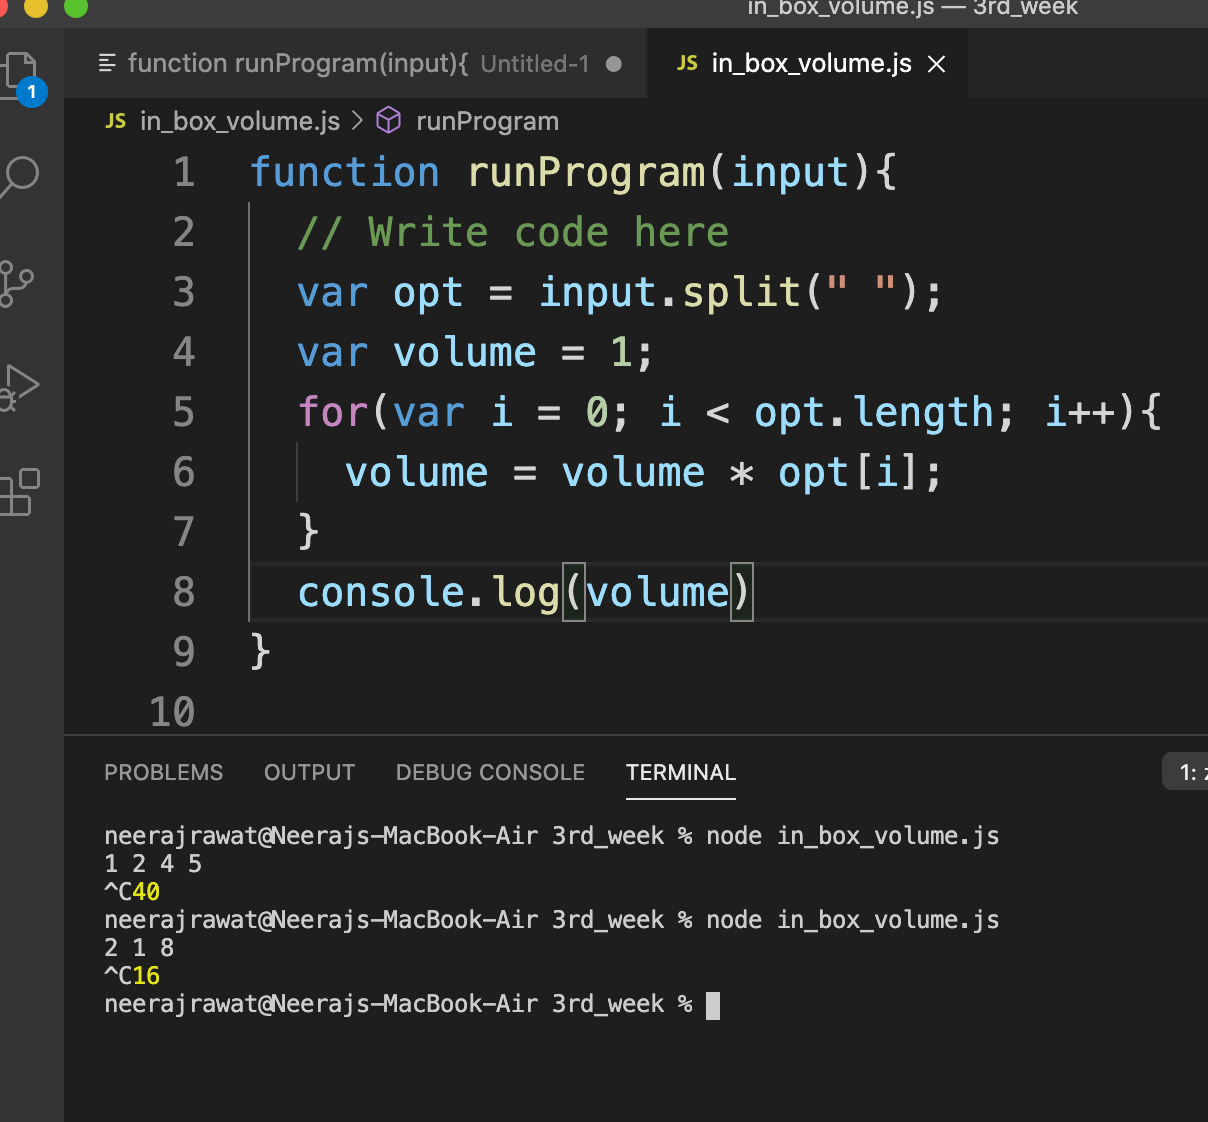 in_box_volume.js — 3rd_week
function runProgram(input){ Untitled-1 ●
JS in_box_volume.js ×
1
JS in_box_volume.js > runProgram
1 function runProgram(input){
2   // Write code here
3   var opt = input.split(" ");
4   var volume = 1;
5   for(var i = 0; i < opt.length; i++){
6     volume = volume * opt[i];
7   }
8   console.log(volume)
9 }
10
PROBLEMS OUTPUT DEBUG CONSOLE TERMINAL 1:
neerajrawat@Neerajs-MacBook-Air 3rd_week % node in_box_volume.js
1 2 4 5
^C40
neerajrawat@Neerajs-MacBook-Air 3rd_week % node in_box_volume.js
2 1 8
^C16
neerajrawat@Neerajs-MacBook-Air 3rd_week %